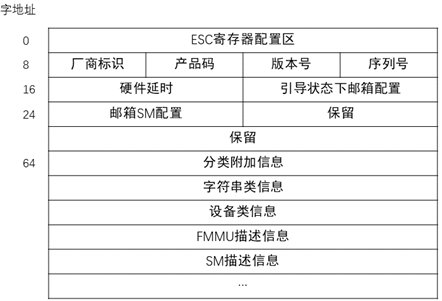 字地址
0 ESC寄存器配置区
8 厂商标识 产品码 版本号 序列号
16 硬件延时 引导状态下邮箱配置
24 邮箱SM配置 保留
保留
64 分类附加信息
字符串类信息
设备类信息
FMMU描述信息
SM描述信息
...